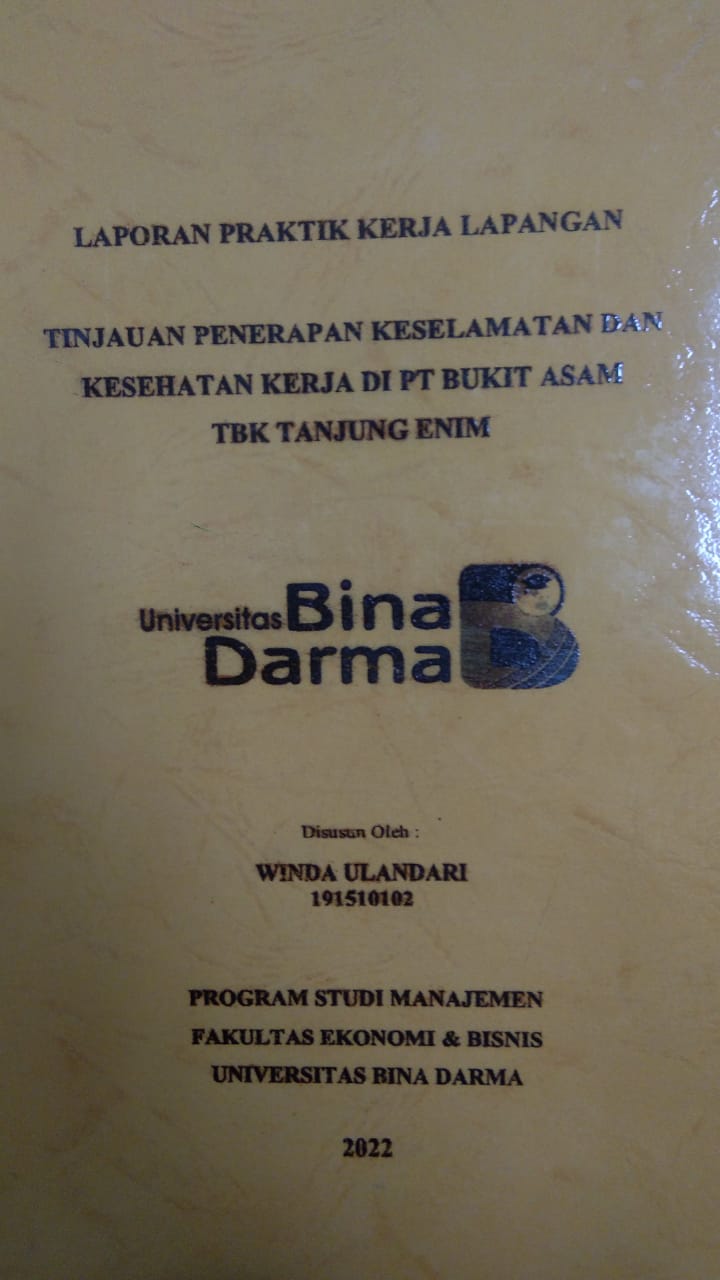 LAPORAN PRAKTIK KERJA LAPANGAN
TINJAUAN PENERAPAN KESELAMATAN DAN
KESEHATAN KERJA DI PT BUKIT ASAM
TBK TANJUNG ENIM
Universitas Bina
Darma
Disusun Oleh :
WINDA ULANDARI
191510102
PROGRAM STUDI MANAJEMEN
FAKULTAS EKONOMI & BISNIS
UNIVERSITAS BINA DARMA
2022